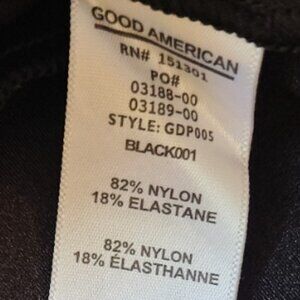 GOOD AMERICAN
RN# 151301
PO#
03188-00
03189-00
STYLE: GDP005
BLACK001
82% NYLON
18% ELASTANE
82% NYLON
18% ÉLASTHANNE